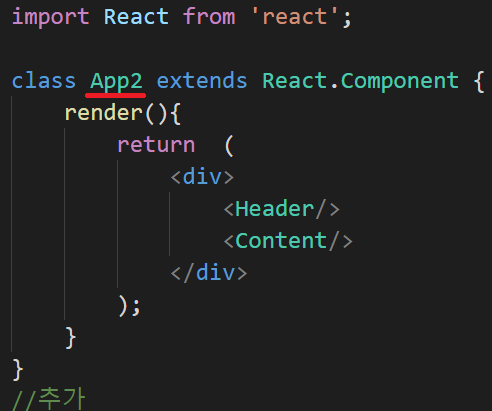 import React from 'react';
class App2 extends React.Component {
render(){
return  (
<div>
<Header/>
<Content/>
</div>
);
}
}
//추가